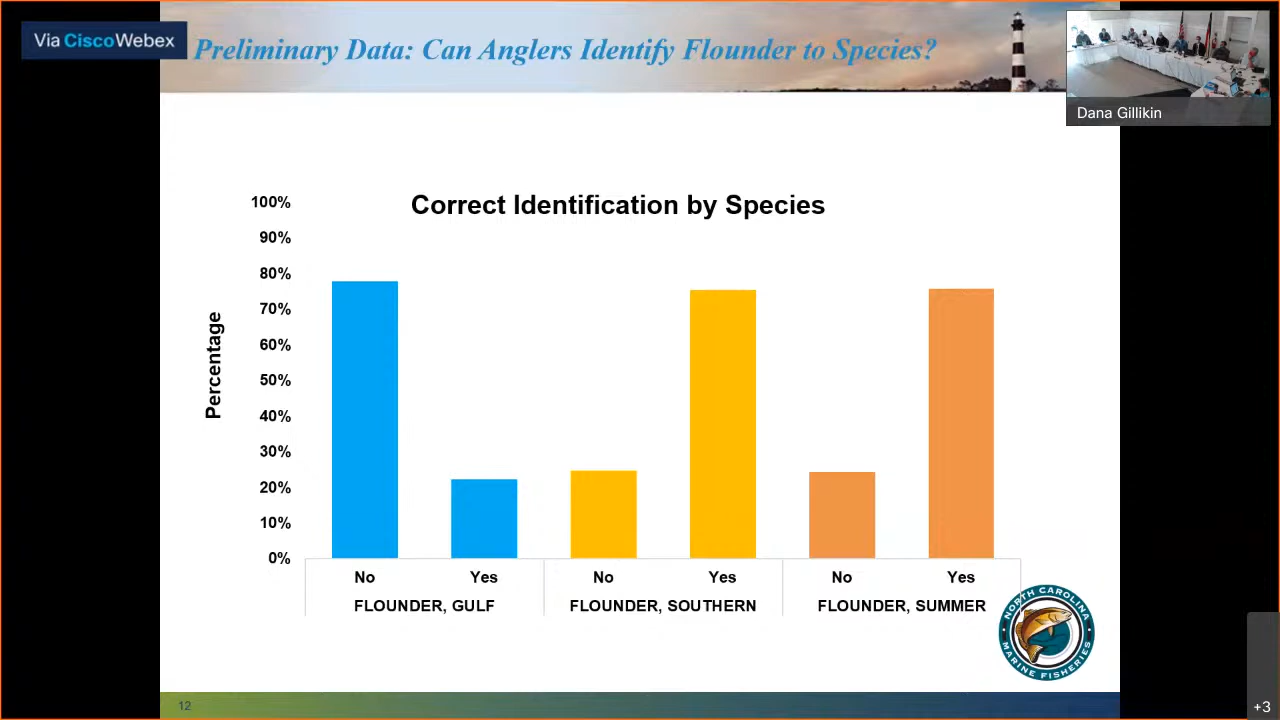 Via CiscoWebex
Preliminary Data: Can Anglers Identify Flounder to Species?
Dana Gillikin
Correct Identification by Species
100%
90%
80%
70%
60%
50%
40%
30%
20%
10%
0%
Percentage
No
Yes
No
Yes
No
Yes
FLOUNDER, GULF
FLOUNDER, SOUTHERN
FLOUNDER, SUMMER
NORTH CAROLINA
MARINE FISHERIES
12
+3